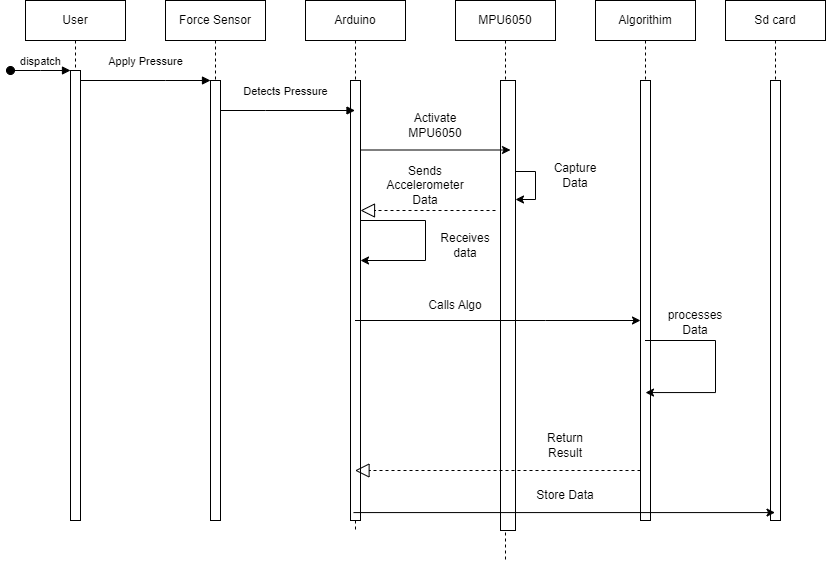 User
Force Sensor
Arduino
MPU6050
Algorithim
Sd card
dispatch
Apply Pressure
Detects Pressure
Activate
MPU6050
Capture
Data
Sends
Accelerometer
Data
Receives
data
Calls Algo
processes
Data
Return
Result
Store Data